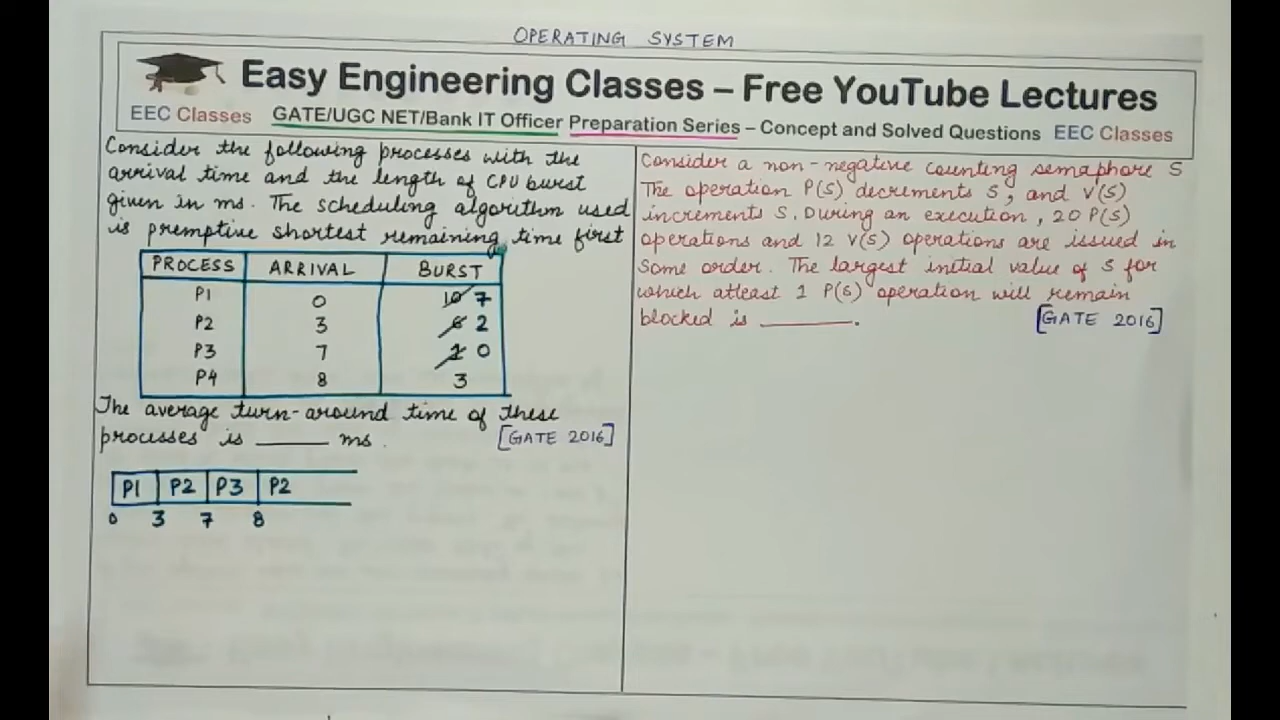 OPERATING SYSTEM
Easy Engineering Classes – Free YouTube Lectures
EEC Classes GATE/UGC NET/Bank IT Officer Preparation Series – Concept and Solved Questions EEC Classes
Consider the following processes with the
arrival time and the length of CPU burst
given in ms. The scheduling algorithm used
is premptive shortest remaining time first
PROCESS ARRIVAL BURST
P1 0 10 7
P2 3 6 2
P3 7 1 0
P4 8 3
The average turn-around time of these
processes is ______ ms.
[GATE 2016]
P1 P2 P3 P2
0 3 7 8
Consider a non-negative counting semaphore S
The operation P(S) decrements S, and V(S)
increments S. During an execution, 20 P(S)
operations and 12 V(S) operations are issued in
some order. The largest initial value of S for
which atleast 1 P(S) operation will remain
blocked is ________.
[GATE 2016]